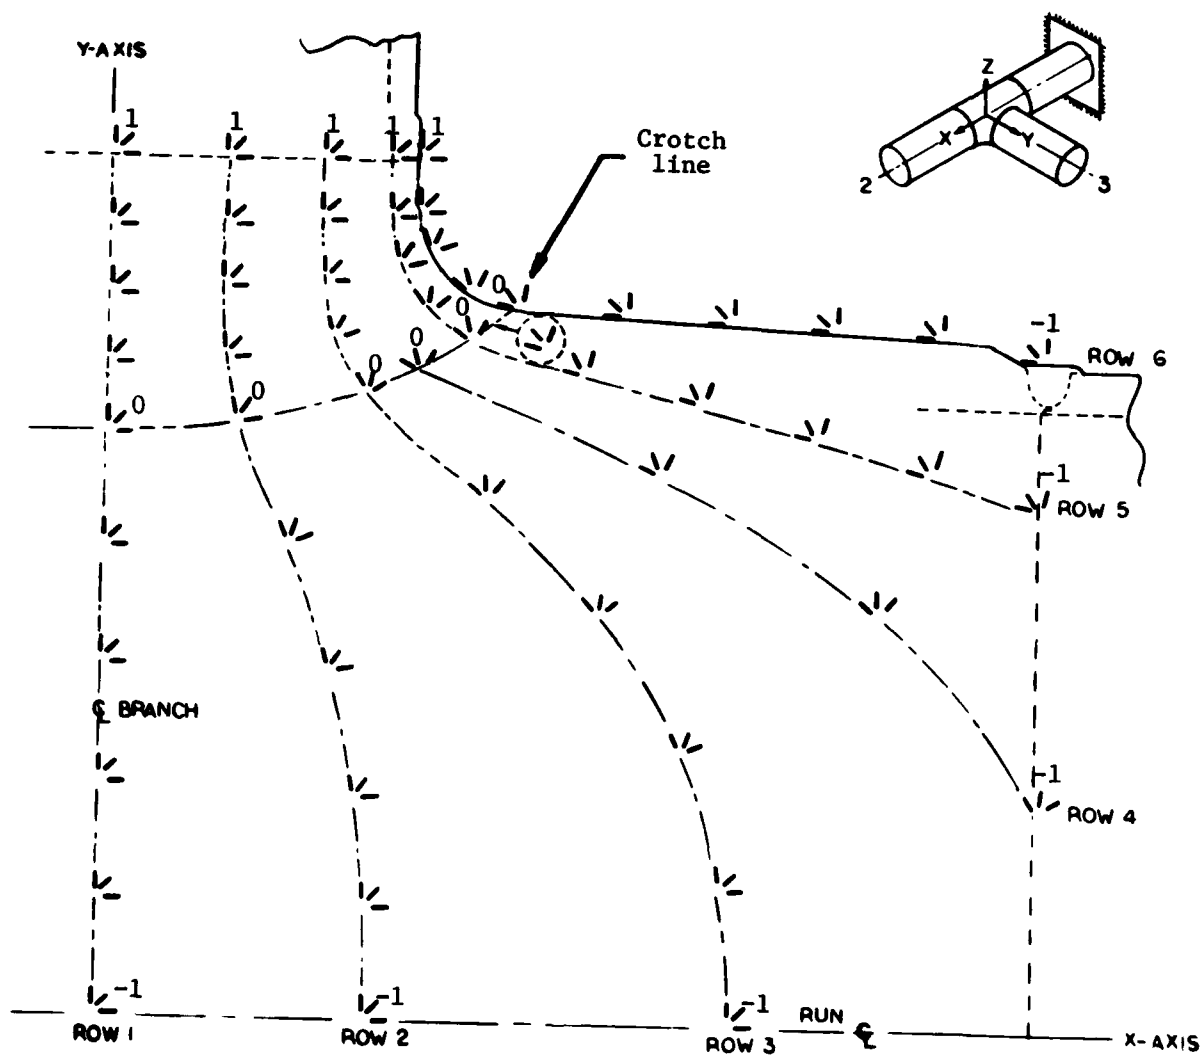 Y-AXIS
1
1
1
1
1
Crotch
line
Z
X
Y
2
3
0
0
0
0
0
0
-1
ROW 6
-1
ROW 5
-1
ROW 4
℄ BRANCH
-1
-1
-1
ROW 1
ROW 2
ROW 3
RUN ℄
X-AXIS